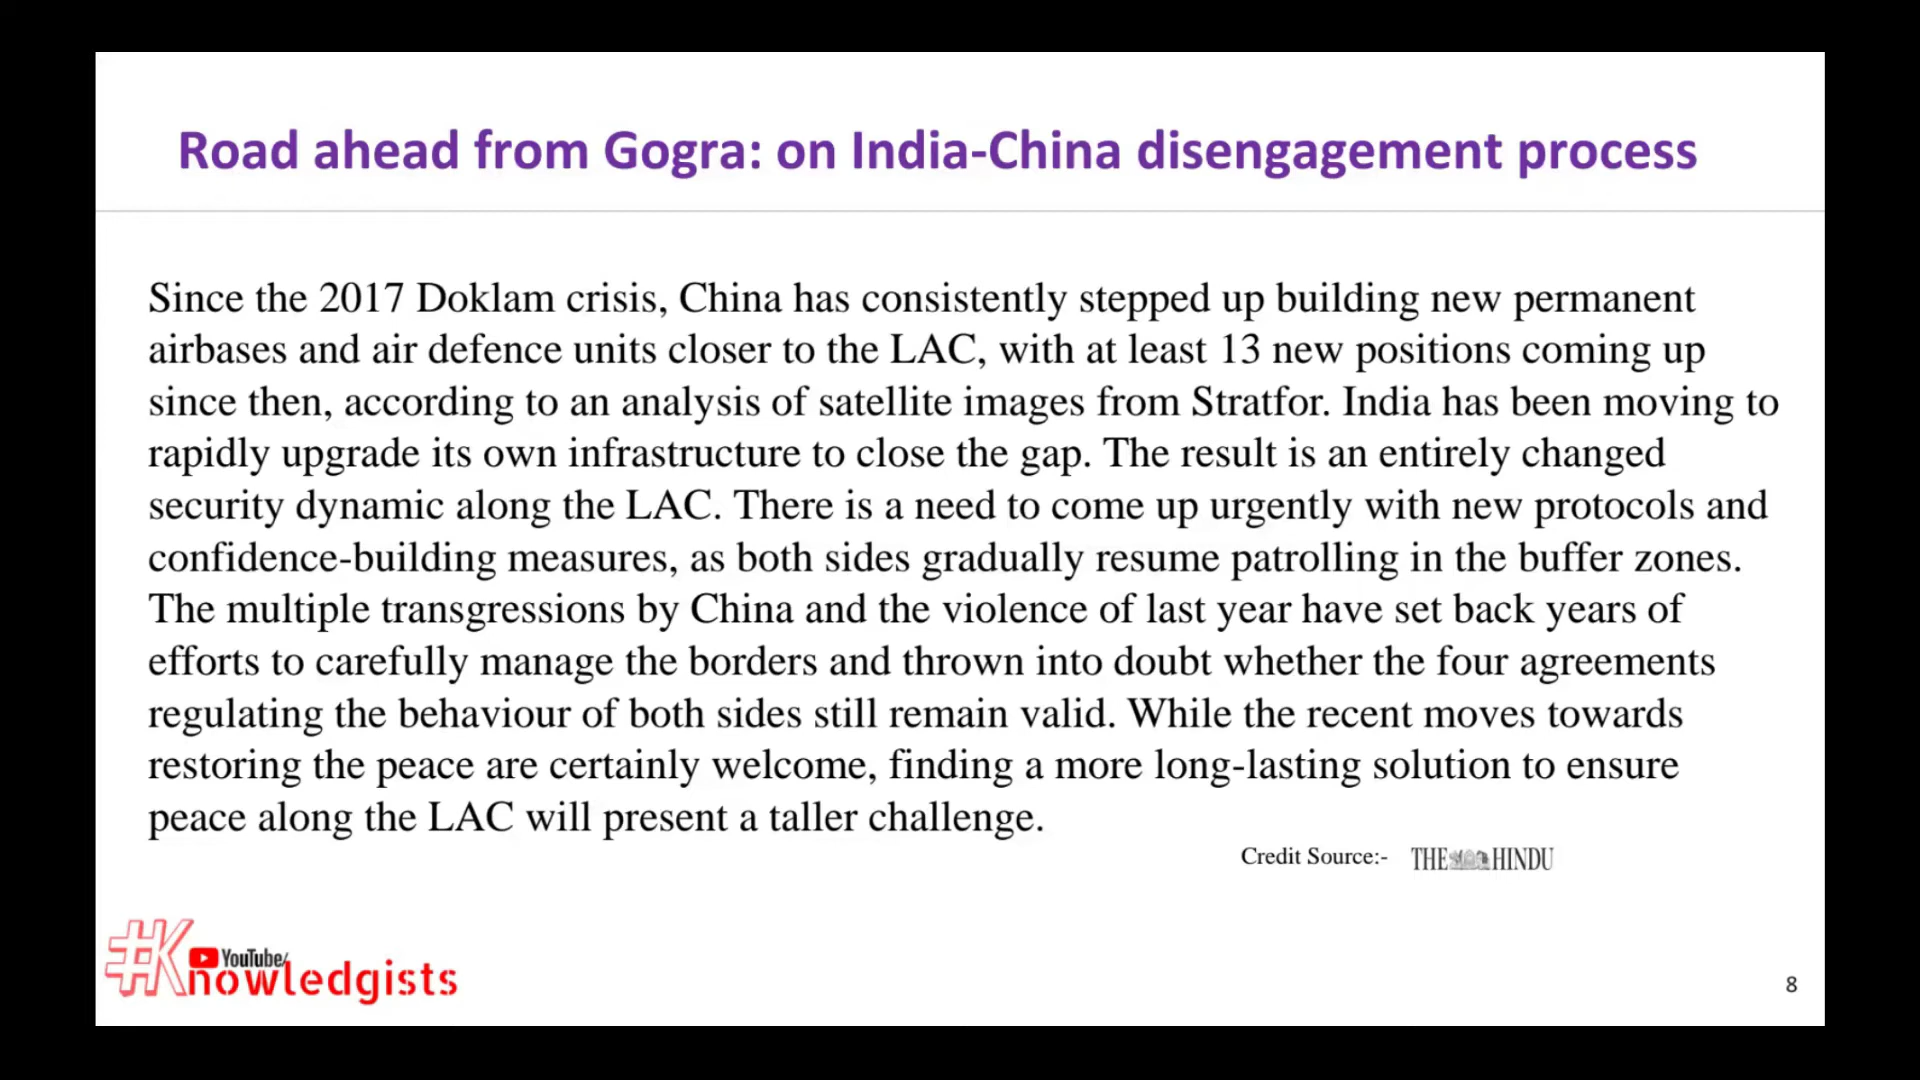 Road ahead from Gogra: on India-China disengagement process
Since the 2017 Doklam crisis, China has consistently stepped up building new permanent
airbases and air defence units closer to the LAC, with at least 13 new positions coming up
since then, according to an analysis of satellite images from Stratfor. India has been moving to
rapidly upgrade its own infrastructure to close the gap. The result is an entirely changed
security dynamic along the LAC. There is a need to come up urgently with new protocols and
confidence-building measures, as both sides gradually resume patrolling in the buffer zones.
The multiple transgressions by China and the violence of last year have set back years of
efforts to carefully manage the borders and thrown into doubt whether the four agreements
regulating the behaviour of both sides still remain valid. While the recent moves towards
restoring the peace are certainly welcome, finding a more long-lasting solution to ensure
peace along the LAC will present a taller challenge.
Credit Source:- THE HINDU
YouTube/
#Knowledgists
8